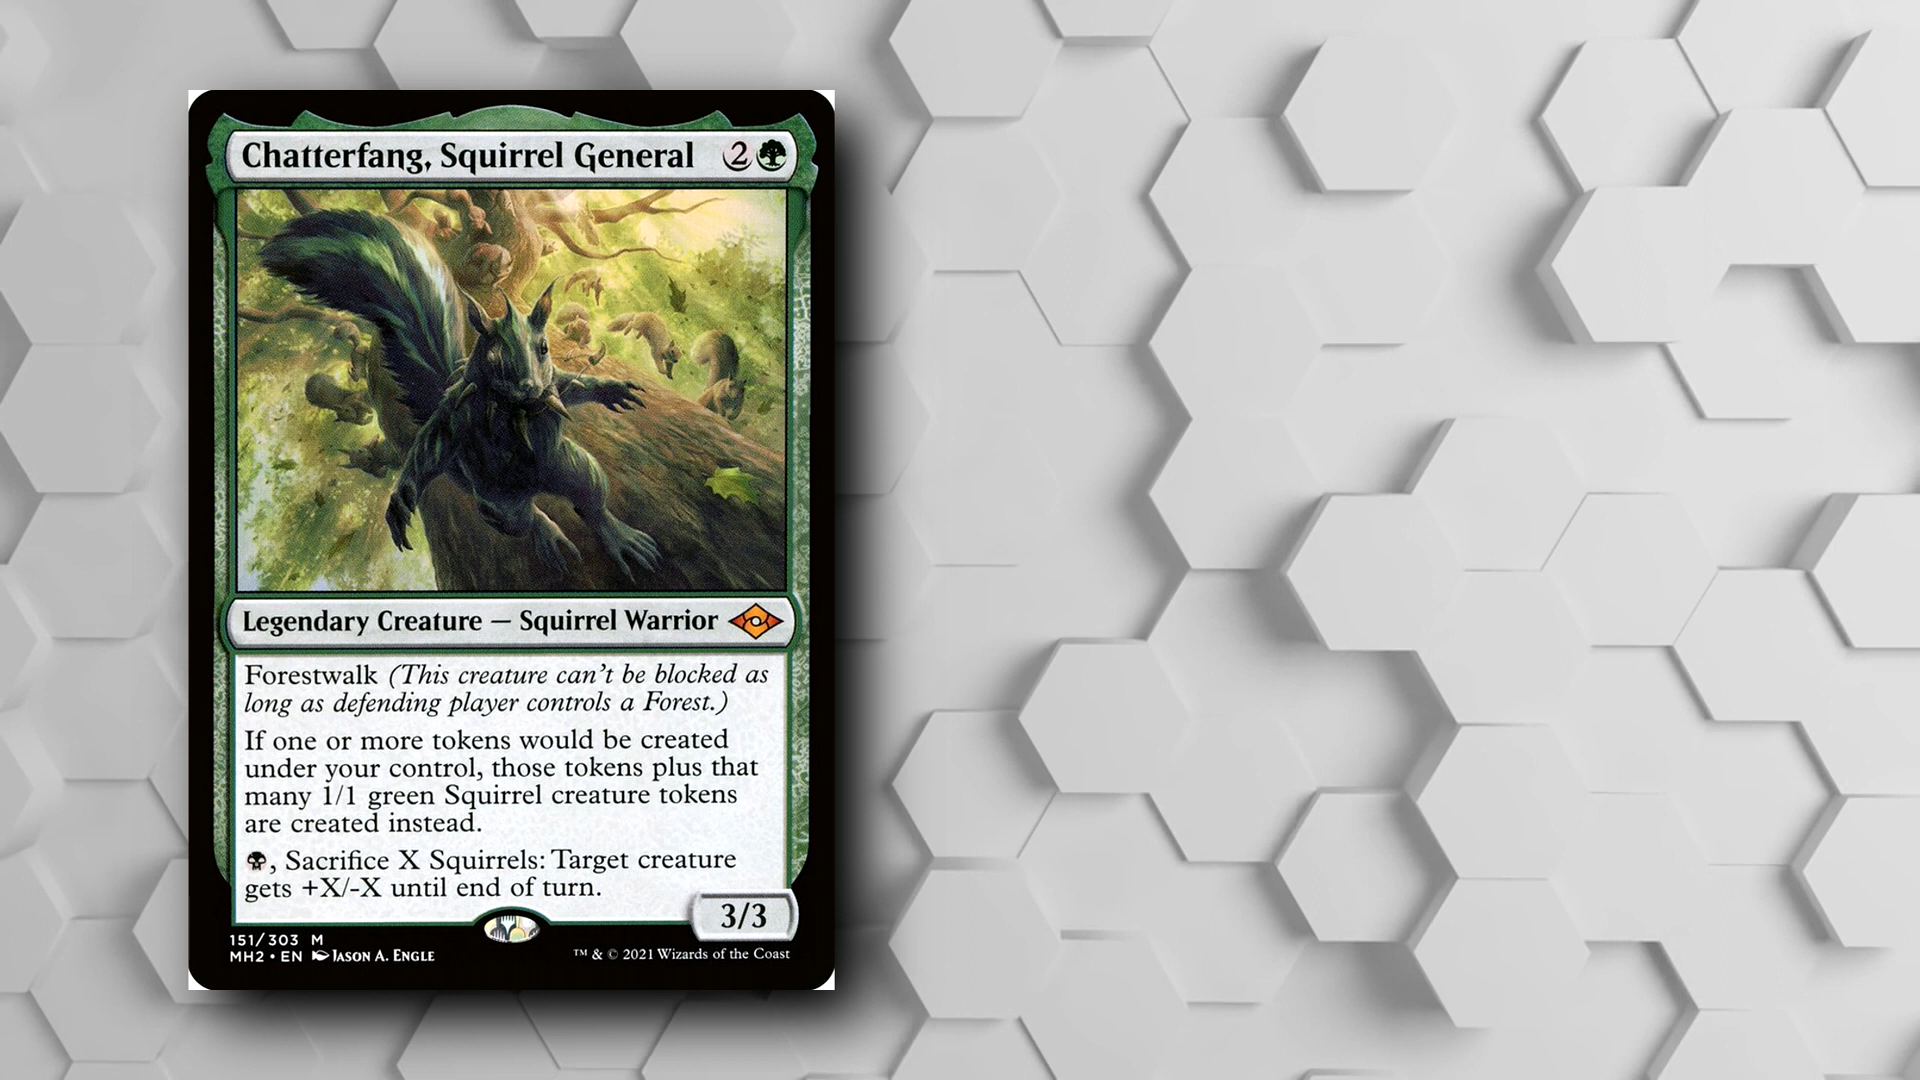 Chatterfang, Squirrel General 2
Legendary Creature — Squirrel Warrior
Forestwalk (This creature can't be blocked as
long as defending player controls a Forest.)
If one or more tokens would be created
under your control, those tokens plus that
many 1/1 green Squirrel creature tokens
are created instead.
, Sacrifice X Squirrels: Target creature
gets +X/-X until end of turn.
3/3
151/303 M
MH2 • EN Jason A. Engle
™ & © 2021 Wizards of the Coast